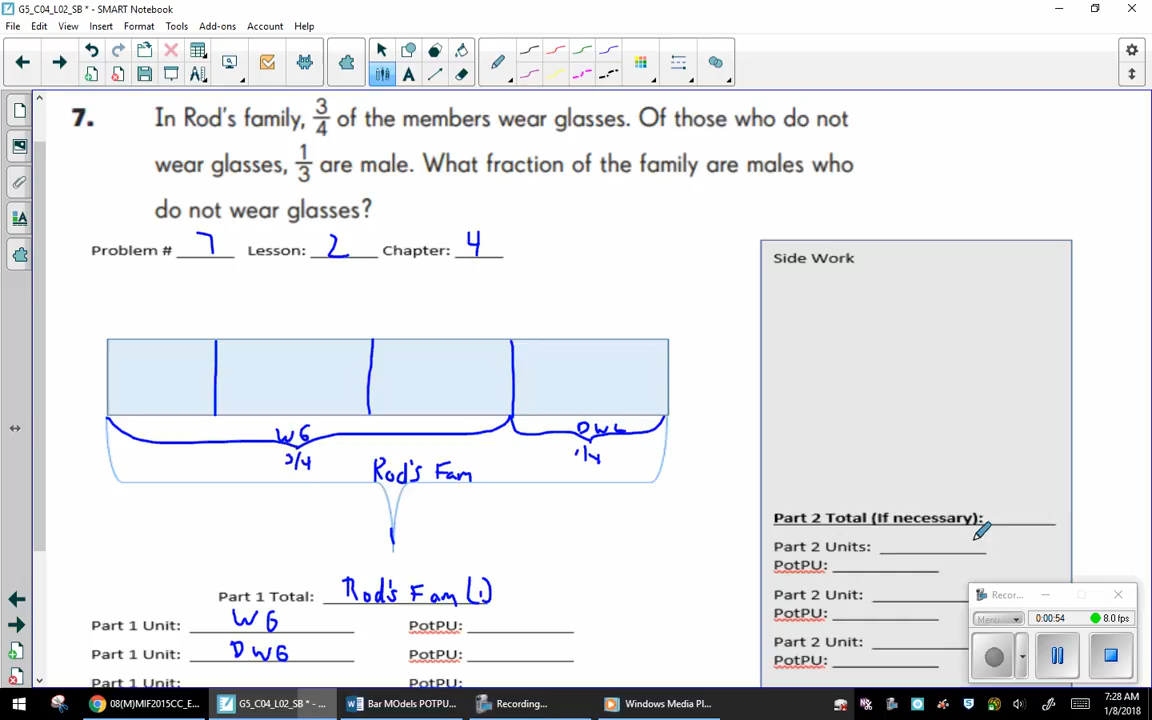 G5_C04_L02_SB * - SMART Notebook
File Edit View Insert Format Tools Add-ons Account Help
7. In Rod's family, 3/4 of the members wear glasses. Of those who do not
wear glasses, 1/3 are male. What fraction of the family are males who
do not wear glasses?
Problem # 7 Lesson: 2 Chapter: 4
Side Work
WG
3/4
DWG
1/4
Rod's Fam
Part 2 Total (If necessary):
Part 2 Units:
PotPU:
Part 2 Unit:
PotPU:
Part 2 Unit:
PotPU:
Part 1 Total: Rod's Fam (1)
Part 1 Unit: WG PotPU:
Part 1 Unit: DWG PotPU:
Part 1 Unit: PotPU:
Recor...
Menu 0:00:54 8.0 fps
08(M)MIF2015CC_E... G5_C04_L02_SB * -... Bar MOdels POTPU... Recording... Windows Media Pl...
7:28 AM
1/8/2018